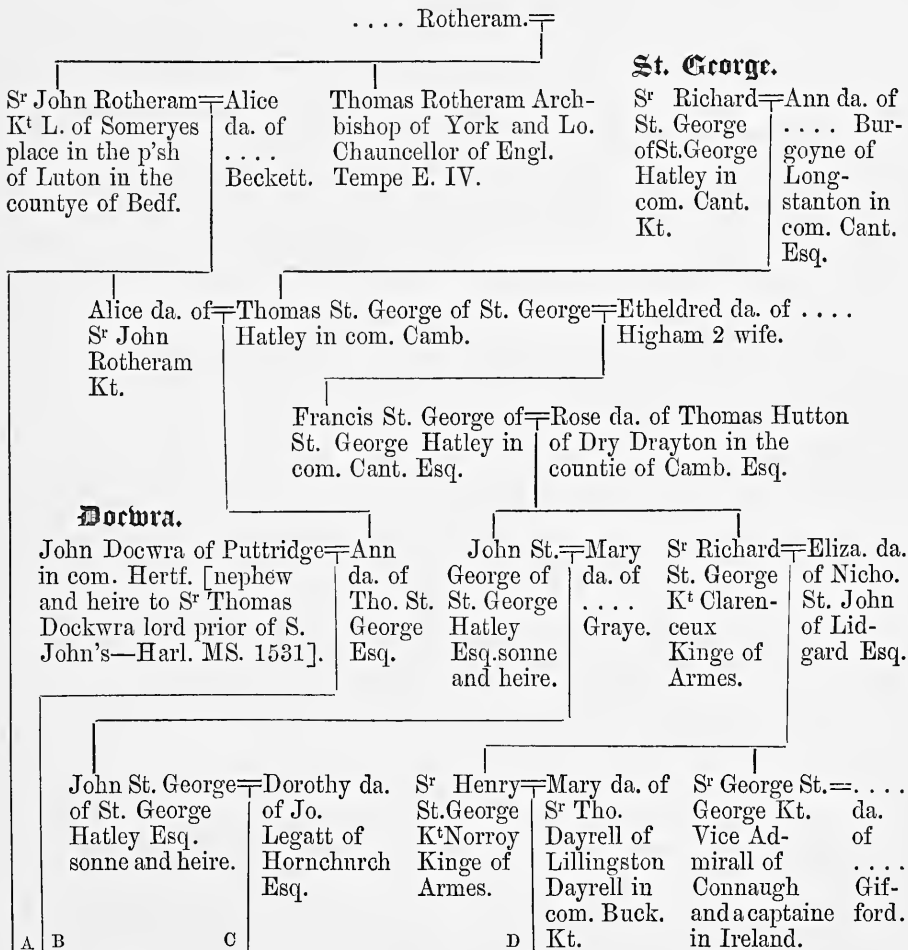 . . . . Rotheram.
St. George.
Sr John Rotheram
Kt L. of Someryes
place in the p'sh
of Luton in the
countye of Bedf.
Alice
da. of
. . . .
Beckett.
Thomas Rotheram Arch-
bishop of York and Lo.
Chauncellor of Engl.
Tempe E. IV.
Sr Richard
St. George
ofSt.George
Hatley in
com. Cant.
Kt.
Ann da. of
. . . . Bur-
goyne of
Long-
stanton in
com. Cant.
Esq.
Alice da. of
Sr John
Rotheram
Kt.
Thomas St. George of St. George
Hatley in com. Camb.
Etheldred da. of . . . .
Higham 2 wife.
Francis St. George of
St. George Hatley in
com. Cant. Esq.
Rose da. of Thomas Hutton
of Dry Drayton in the
countie of Camb. Esq.
Docwra.
John Docwra of Puttridge
in com. Hertf. [nephew
and heire to Sr Thomas
Dockwra lord prior of S.
John's—Harl. MS. 1531].
Ann
da. of
Tho. St.
George
Esq.
John St.
George of
St. George
Hatley
Esq.sonne
and heire.
Mary
da. of
. . . .
Graye.
Sr Richard
St. George
Kt Claren-
ceux
Kinge of
Armes.
Eliza. da.
of Nicho.
St. John
of Lid-
gard Esq.
John St. George
of St. George
Hatley Esq.
sonne and heire.
Dorothy da.
of Jo.
Legatt of
Hornchnrch
Esq.
Sr Henry
St.George
KtNorroy
Kinge of
Armes.
Mary da. of
Sr Tho.
Dayrell of
Lillingston
Dayrell in
com. Buck.
Kt.
Sr George St.
George Kt.
Vice Ad-
mirall of
Connaugh
and a captaine
in Ireland.
. . . .
da.
of
. . . .
Gif-
ford.
A B C D